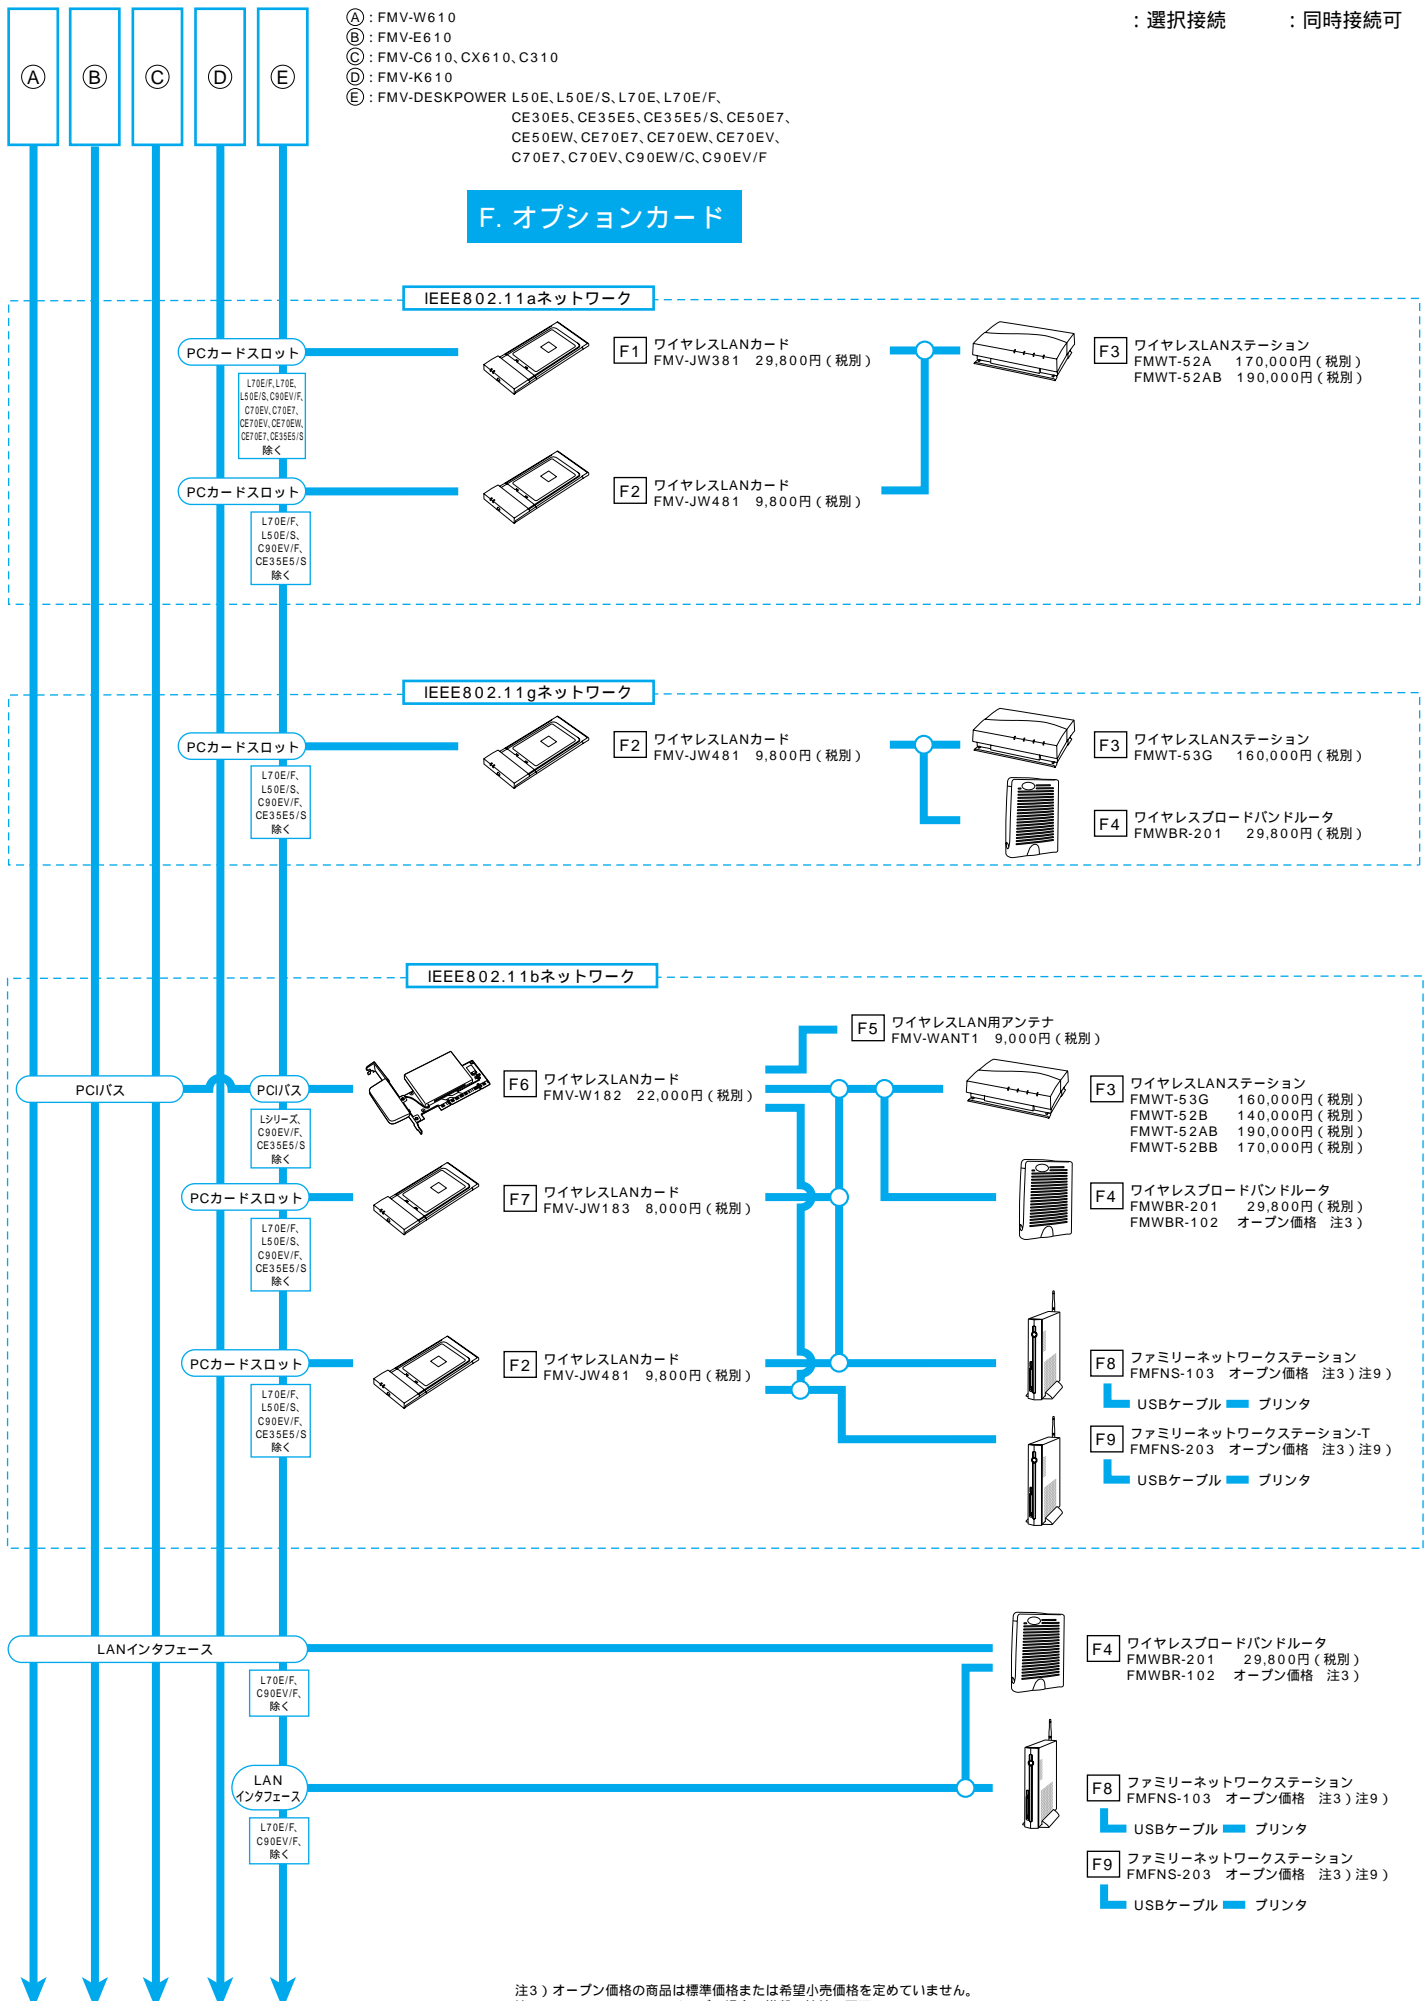 Ⓐ：FMV-W610
Ⓑ：FMV-E610
Ⓒ：FMV-C610、CX610、C310
Ⓓ：FMV-K610
Ⓔ：FMV-DESKPOWER L50E、L50E/S、L70E、L70E/F、
CE30E5、CE35E5、CE35E5/S、CE50E7、
CE50EW、CE70E7、CE70EW、CE70EV、
C70E7、C70EV、C90EW/C、C90EV/F
：選択接続　：同時接続可
Ⓐ Ⓑ Ⓒ Ⓓ Ⓔ
F. オプションカード
IEEE802.11aネットワーク
PCカードスロット
L70E/F、L70E、
L50E/S、C90EV/F、
C70EV、C70E7、
CE70EV、CE70EW、
CE70E7、CE35E5/S
除く
F1 ワイヤレスLANカード
FMV-JW381　29,800円（税別）
F3 ワイヤレスLANステーション
FMWT-52A　170,000円（税別）
FMWT-52AB　190,000円（税別）
PCカードスロット
L70E/F、
L50E/S、
C90EV/F、
CE35E5/S
除く
F2 ワイヤレスLANカード
FMV-JW481　9,800円（税別）
IEEE802.11gネットワーク
PCカードスロット
L70E/F、
L50E/S、
C90EV/F、
CE35E5/S
除く
F2 ワイヤレスLANカード
FMV-JW481　9,800円（税別）
F3 ワイヤレスLANステーション
FMWT-53G　160,000円（税別）
F4 ワイヤレスブロードバンドルータ
FMWBR-201　29,800円（税別）
IEEE802.11bネットワーク
F5 ワイヤレスLAN用アンテナ
FMV-WANT1　9,000円（税別）
PCIバス
PCIバス
Lシリーズ、
C90EV/F、
CE35E5/S
除く
F6 ワイヤレスLANカード
FMV-W182　22,000円（税別）
F3 ワイヤレスLANステーション
FMWT-53G　160,000円（税別）
FMWT-52B　140,000円（税別）
FMWT-52AB　190,000円（税別）
FMWT-52BB　170,000円（税別）
PCカードスロット
L70E/F、
L50E/S、
C90EV/F、
CE35E5/S
除く
F7 ワイヤレスLANカード
FMV-JW183　8,000円（税別）
F4 ワイヤレスブロードバンドルータ
FMWBR-201　29,800円（税別）
FMWBR-102　オープン価格　注3）
PCカードスロット
L70E/F、
L50E/S、
C90EV/F、
CE35E5/S
除く
F2 ワイヤレスLANカード
FMV-JW481　9,800円（税別）
F8 ファミリーネットワークステーション
FMFNS-103　オープン価格　注3）注9）
USBケーブル　プリンタ
F9 ファミリーネットワークステーション-T
FMFNS-203　オープン価格　注3）注9）
USBケーブル　プリンタ
LANインタフェース
L70E/F、
C90EV/F、
除く
F4 ワイヤレスブロードバンドルータ
FMWBR-201　29,800円（税別）
FMWBR-102　オープン価格　注3）
LAN
インタフェース
L70E/F、
C90EV/F、
除く
F8 ファミリーネットワークステーション
FMFNS-103　オープン価格　注3）注9）
USBケーブル　プリンタ
F9 ファミリーネットワークステーション
FMFNS-203　オープン価格　注3）注9）
USBケーブル　プリンタ
注3）オープン価格の商品は標準価格または希望小売価格を定めていません。